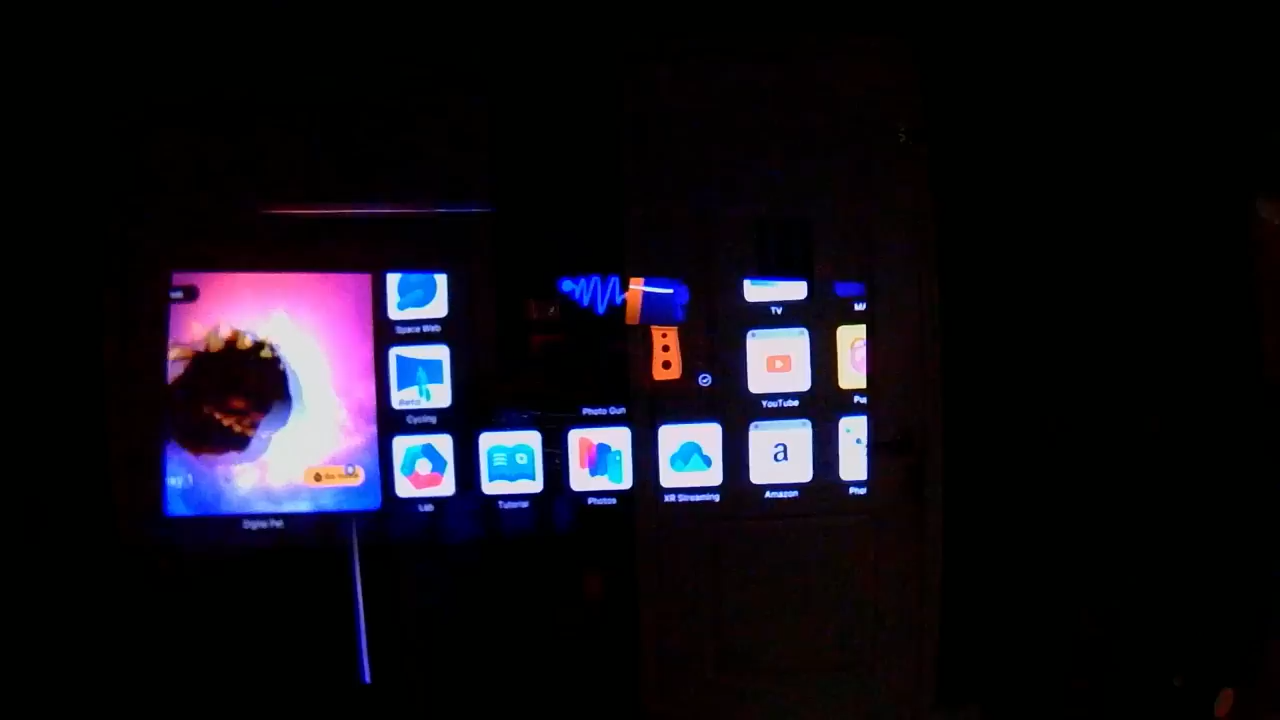 Space Web
TV
YouTube
Cycling
Photo Gun
a
Lab
Tutorial
Photos
XR Streaming
Amazon
Digital Pet